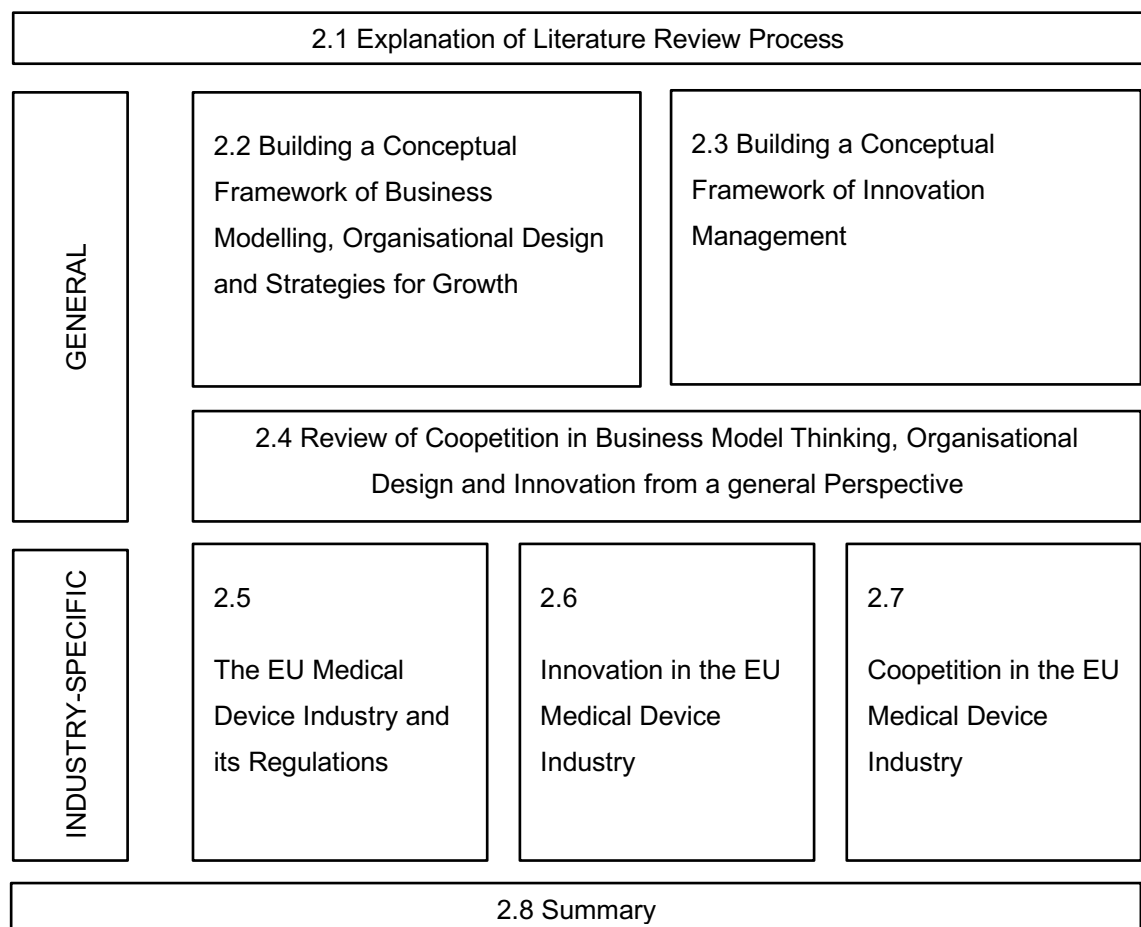 2.1 Explanation of Literature Review Process
GENERAL
2.2 Building a Conceptual
Framework of Business
Modelling, Organisational Design
and Strategies for Growth
2.3 Building a Conceptual
Framework of Innovation
Management
2.4 Review of Coopetition in Business Model Thinking, Organisational
Design and Innovation from a general Perspective
INDUSTRY-SPECIFIC
2.5
The EU Medical
Device Industry and
its Regulations
2.6
Innovation in the EU
Medical Device
Industry
2.7
Coopetition in the EU
Medical Device
Industry
2.8 Summary